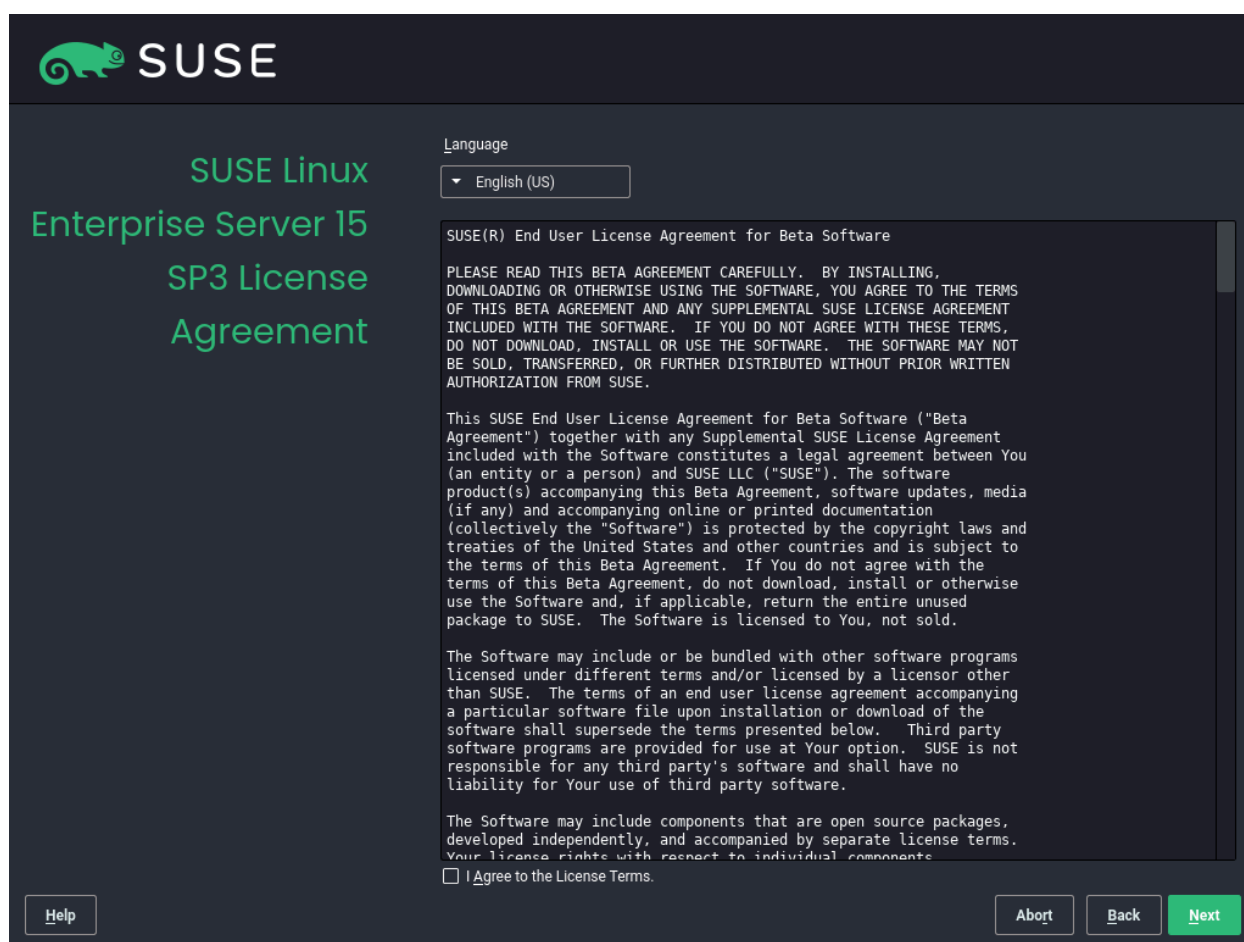 SUSE
SUSE Linux
Enterprise Server 15
SP3 License
Agreement
Language
English (US)
SUSE(R) End User License Agreement for Beta Software
PLEASE READ THIS BETA AGREEMENT CAREFULLY.  BY INSTALLING,
DOWNLOADING OR OTHERWISE USING THE SOFTWARE, YOU AGREE TO THE TERMS
OF THIS BETA AGREEMENT AND ANY SUPPLEMENTAL SUSE LICENSE AGREEMENT
INCLUDED WITH THE SOFTWARE.  IF YOU DO NOT AGREE WITH THESE TERMS,
DO NOT DOWNLOAD, INSTALL OR USE THE SOFTWARE.  THE SOFTWARE MAY NOT
BE SOLD, TRANSFERRED, OR FURTHER DISTRIBUTED WITHOUT PRIOR WRITTEN
AUTHORIZATION FROM SUSE.
This SUSE End User License Agreement for Beta Software ("Beta
Agreement") together with any Supplemental SUSE License Agreement
included with the Software constitutes a legal agreement between You
(an entity or a person) and SUSE LLC ("SUSE"). The software
product(s) accompanying this Beta Agreement, software updates, media
(if any) and accompanying online or printed documentation
(collectively the "Software") is protected by the copyright laws and
treaties of the United States and other countries and is subject to
the terms of this Beta Agreement.  If You do not agree with the
terms of this Beta Agreement, do not download, install or otherwise
use the Software and, if applicable, return the entire unused
package to SUSE.  The Software is licensed to You, not sold.
The Software may include or be bundled with other software programs
licensed under different terms and/or licensed by a licensor other
than SUSE.  The terms of an end user license agreement accompanying
a particular software file upon installation or download of the
software shall supersede the terms presented below.   Third party
software programs are provided for use at Your option.  SUSE is not
responsible for any third party's software and shall have no
liability for Your use of third party software.
The Software may include components that are open source packages,
developed independently, and accompanied by separate license terms.
Your license rights with respect to individual components
I Agree to the License Terms.
Help
Abort
Back
Next